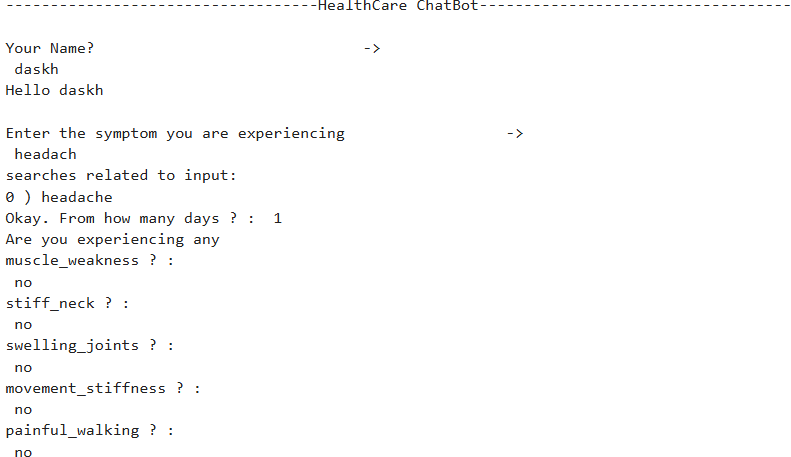 -----------------------------------HealthCare ChatBot-----------------------------------
Your Name? ->
daskh
Hello daskh
Enter the symptom you are experiencing ->
headach
searches related to input:
0 ) headache
Okay. From how many days ? : 1
Are you experiencing any
muscle_weakness ? :
no
stiff_neck ? :
no
swelling_joints ? :
no
movement_stiffness ? :
no
painful_walking ? :
no